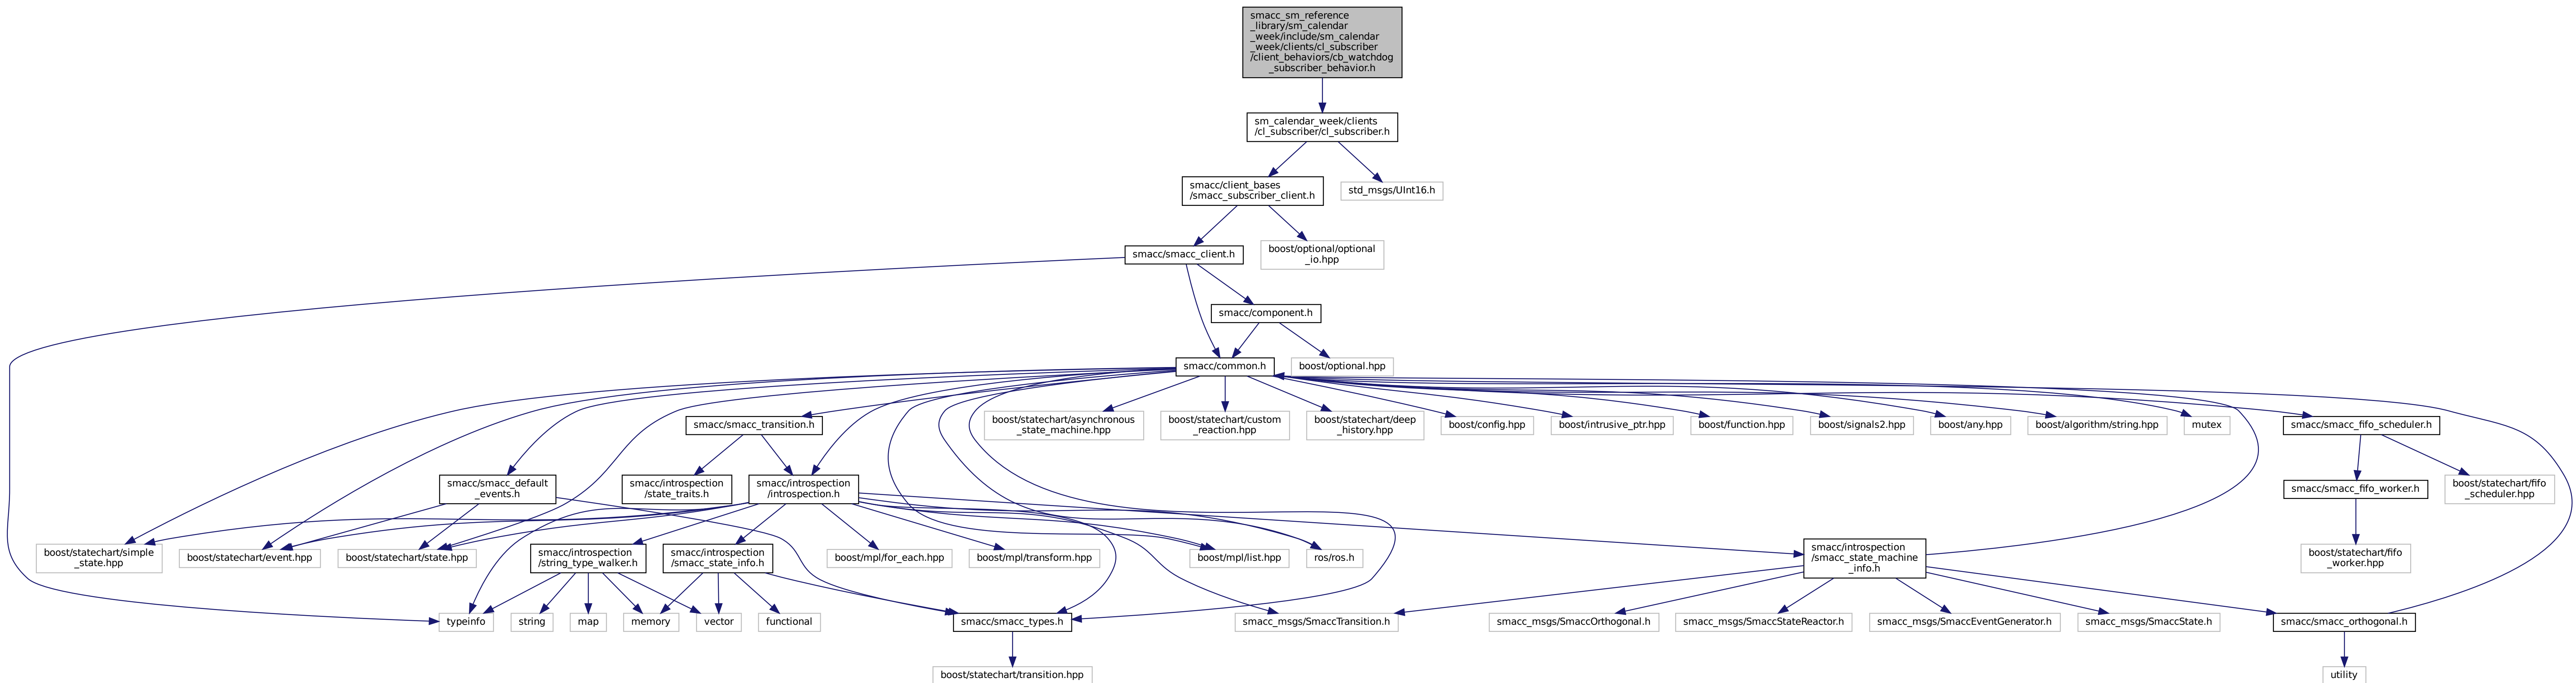 smacc_sm_reference
_library/sm_calendar
_week/include/sm_calendar
_week/clients/cl_subscriber
/client_behaviors/cb_watchdog
_subscriber_behavior.h
sm_calendar_week/clients
/cl_subscriber/cl_subscriber.h
smacc/client_bases
/smacc_subscriber_client.h
std_msgs/UInt16.h
smacc/smacc_client.h
boost/optional/optional
_io.hpp
smacc/component.h
smacc/common.h
boost/optional.hpp
smacc/smacc_transition.h
boost/statechart/asynchronous
_state_machine.hpp
boost/statechart/custom
_reaction.hpp
boost/statechart/deep
_history.hpp
boost/config.hpp
boost/intrusive_ptr.hpp
boost/function.hpp
boost/signals2.hpp
boost/any.hpp
boost/algorithm/string.hpp
mutex
smacc/smacc_fifo_scheduler.h
smacc/smacc_default
_events.h
smacc/introspection
/state_traits.h
smacc/introspection
/introspection.h
smacc/smacc_fifo_worker.h
boost/statechart/fifo
_scheduler.hpp
boost/statechart/simple
_state.hpp
boost/statechart/event.hpp
boost/statechart/state.hpp
smacc/introspection
/string_type_walker.h
smacc/introspection
/smacc_state_info.h
boost/mpl/for_each.hpp
boost/mpl/transform.hpp
boost/mpl/list.hpp
ros/ros.h
smacc/introspection
/smacc_state_machine
_info.h
boost/statechart/fifo
_worker.hpp
typeinfo
string
map
memory
vector
functional
smacc/smacc_types.h
smacc_msgs/SmaccTransition.h
smacc_msgs/SmaccOrthogonal.h
smacc_msgs/SmaccStateReactor.h
smacc_msgs/SmaccEventGenerator.h
smacc_msgs/SmaccState.h
smacc/smacc_orthogonal.h
boost/statechart/transition.hpp
utility